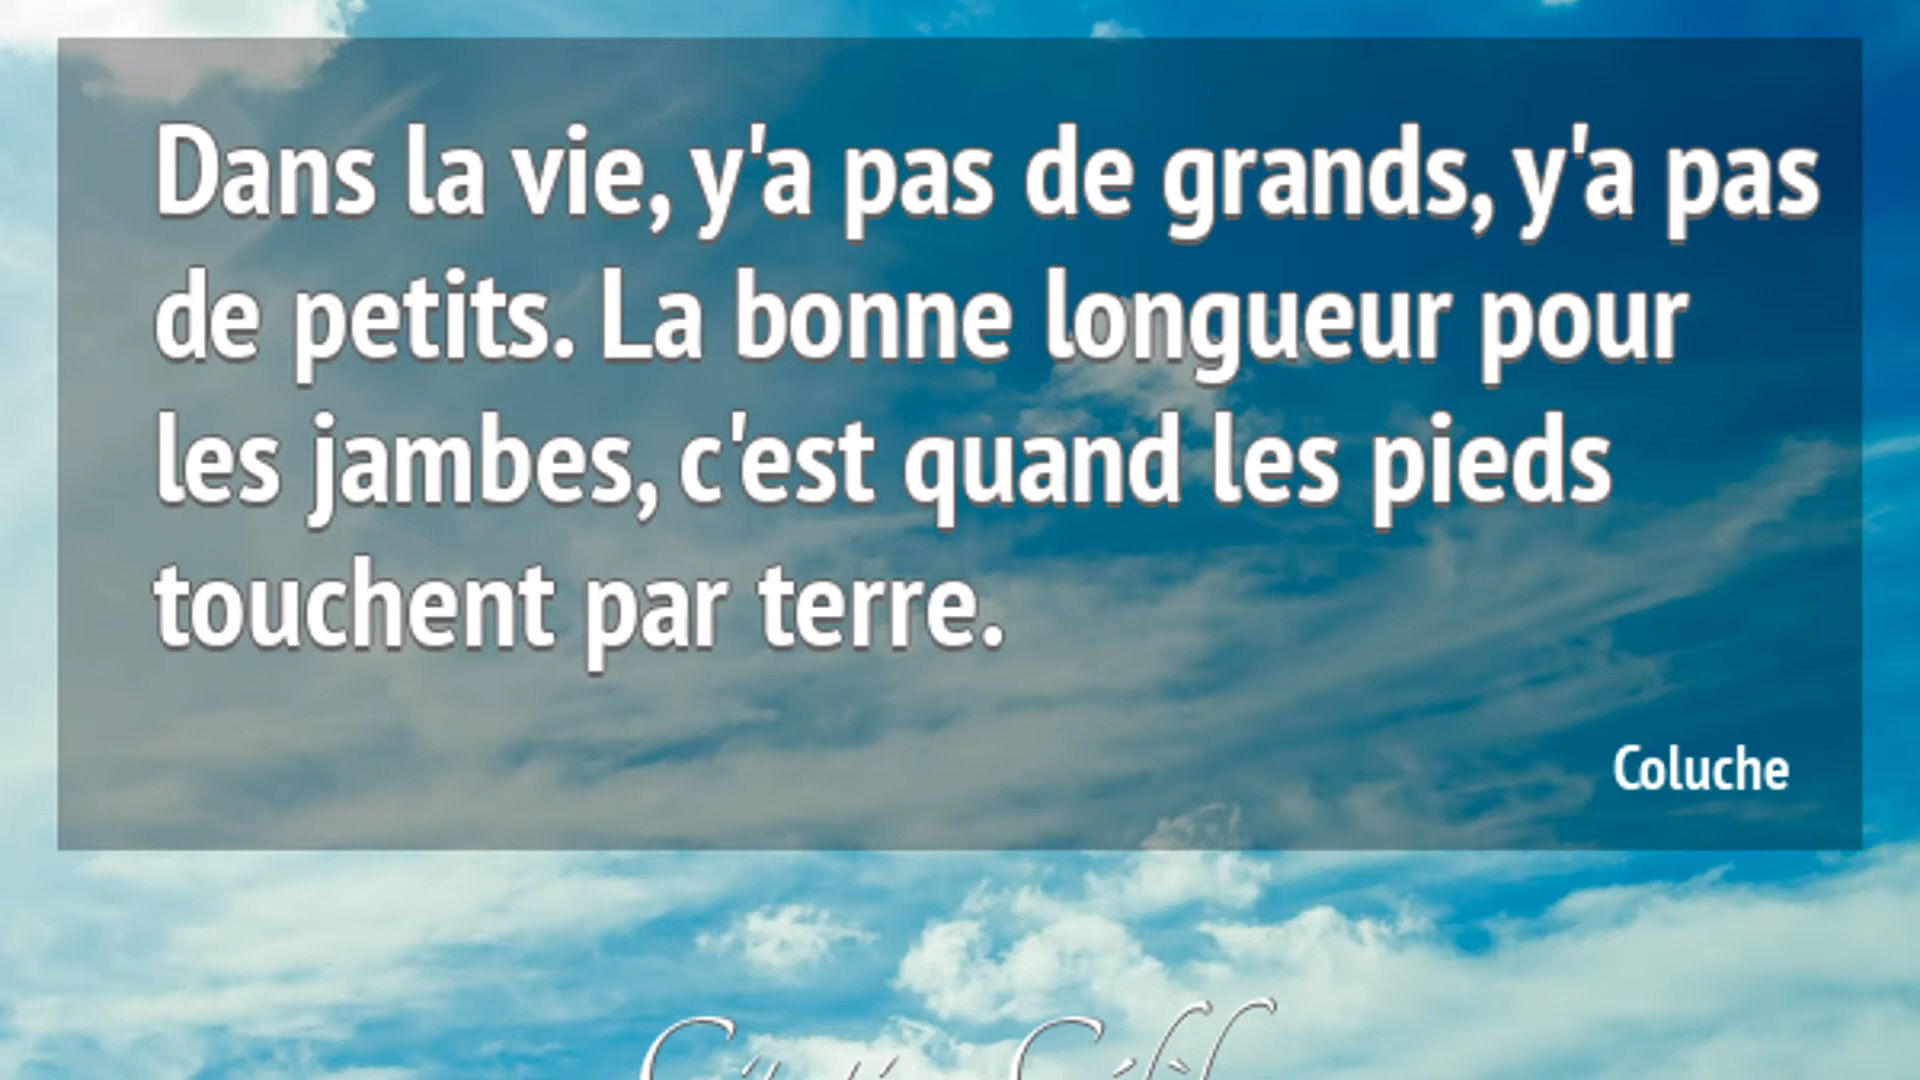 Dans la vie, y'a pas de grands, y'a pas
de petits. La bonne longueur pour
les jambes, c'est quand les pieds
touchent par terre.
Coluche